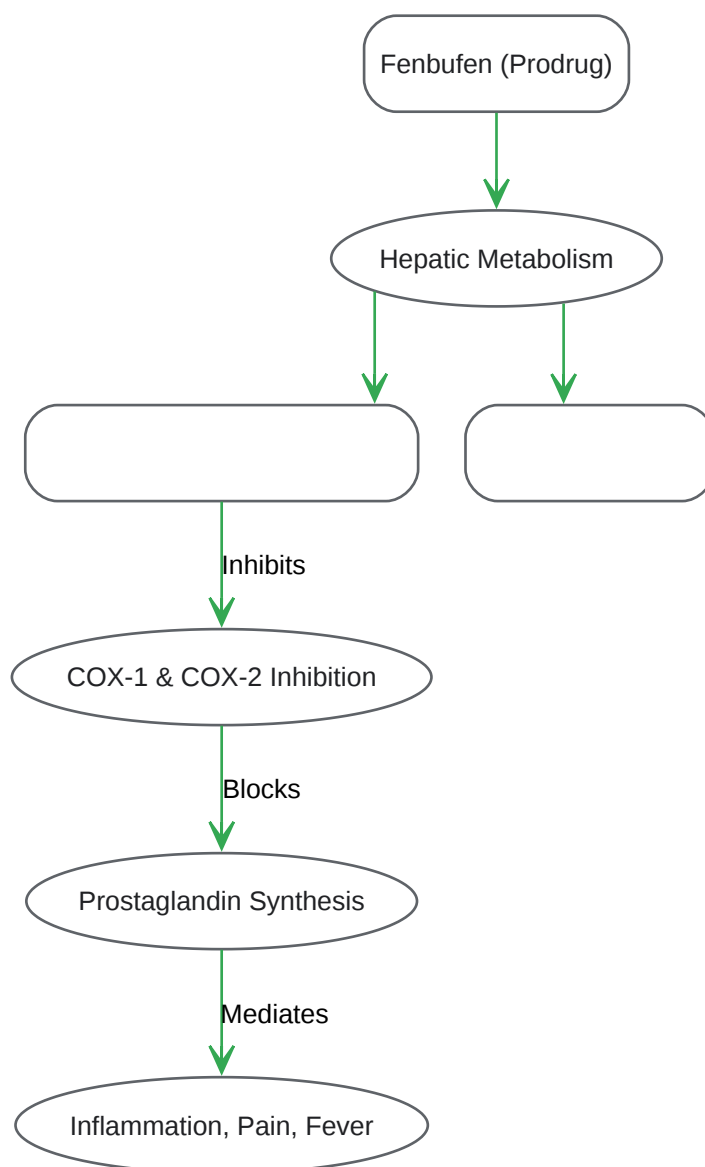 Fenbufen (Prodrug)
Hepatic Metabolism
Inhibits
COX-1 & COX-2 Inhibition
Blocks
Prostaglandin Synthesis
Mediates
Inflammation, Pain, Fever